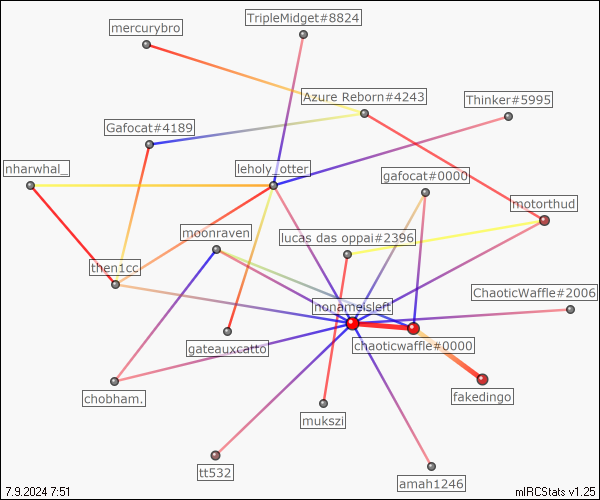 TripleMidget#8824
mercurybro
Azure Reborn#4243
Thinker#5995
Gafocat#4189
nharwhal_
leholy_otter
gafocat#0000
motorthud
moonraven
lucas das oppai#2396
then1cc
ChaoticWaffle#2006
nonameisleft
gateauxcatto
chaoticwaffle#0000
chobham.
fakedingo
mukszi
tt532
amah1246
7.9.2024 7:51
mIRCStats v1.25